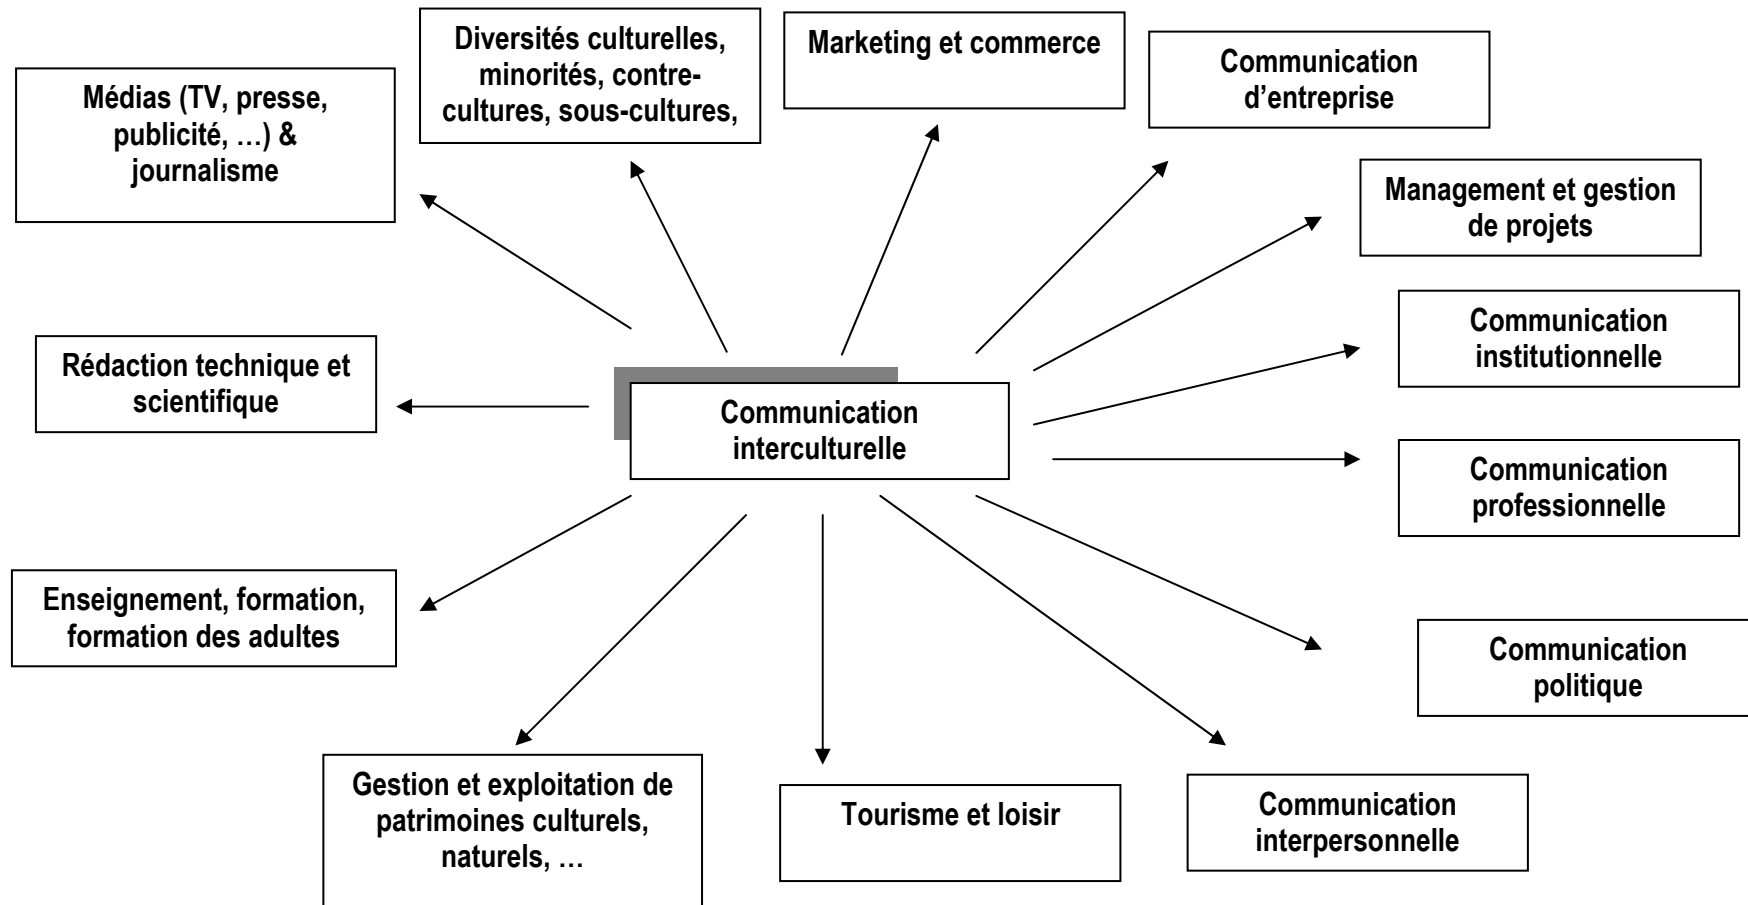 Diversités culturelles,
minorités, contre-
cultures, sous-cultures,
Marketing et commerce
Communication
d’entreprise
Médias (TV, presse,
publicité, …) &
journalisme
Management et gestion
de projets
Communication
institutionnelle
Rédaction technique et
scientifique
Communication
interculturelle
Communication
professionnelle
Enseignement, formation,
formation des adultes
Communication
politique
Gestion et exploitation de
patrimoines culturels,
naturels, …
Tourisme et loisir
Communication
interpersonnelle